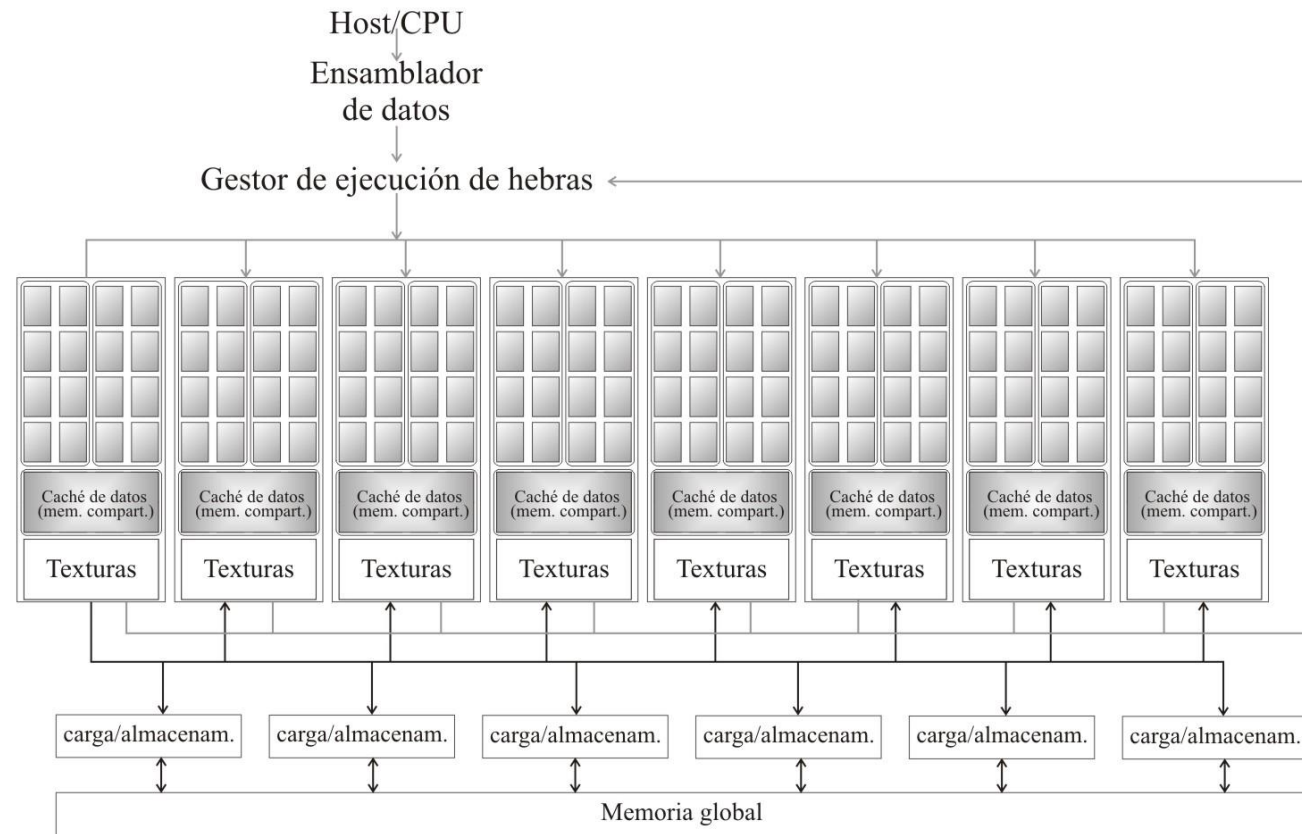 Host/CPU
Ensamblador
de datos
Gestor de ejecución de hebras
Caché de datos
(mem. compart.)
Caché de datos
(mem. compart.)
Caché de datos
(mem. compart.)
Caché de datos
(mem. compart.)
Caché de datos
(mem. compart.)
Caché de datos
(mem. compart.)
Caché de datos
(mem. compart.)
Caché de datos
(mem. compart.)
Texturas
Texturas
Texturas
Texturas
Texturas
Texturas
Texturas
Texturas
carga/almacenam.
carga/almacenam.
carga/almacenam.
carga/almacenam.
carga/almacenam.
carga/almacenam.
Memoria global